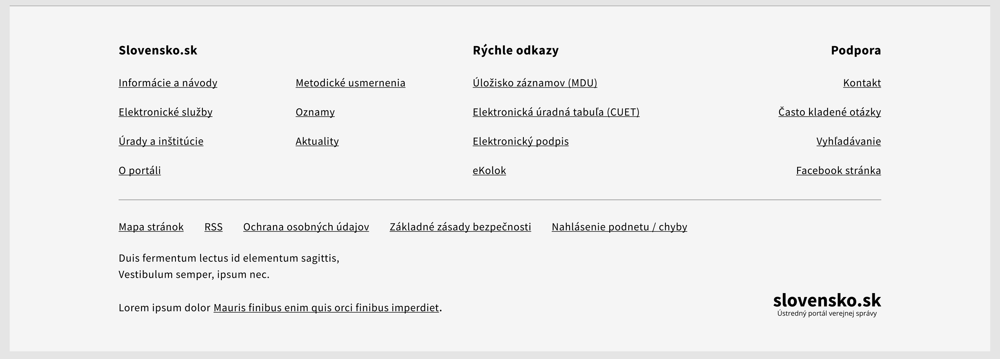 Slovensko.sk
Informácie a návody
Elektronické služby
Úrady a inštitúcie
O portáli
Metodické usmernenia
Oznamy
Aktuality
Rýchle odkazy
Úložisko záznamov (MDU)
Elektronická úradná tabuľa (CUET)
Elektronický podpis
eKolok
Podpora
Kontakt
Často kladené otázky
Vyhľadávanie
Facebook stránka
Mapa stránok RSS Ochrana osobných údajov Základné zásady bezpečnosti Nahlásenie podnetu / chyby
Duis fermentum lectus id elementum sagittis,
Vestibulum semper, ipsum nec.
Lorem ipsum dolor Mauris finibus enim quis orci finibus imperdiet.
slovensko.sk
Ústredný portál verejnej správy